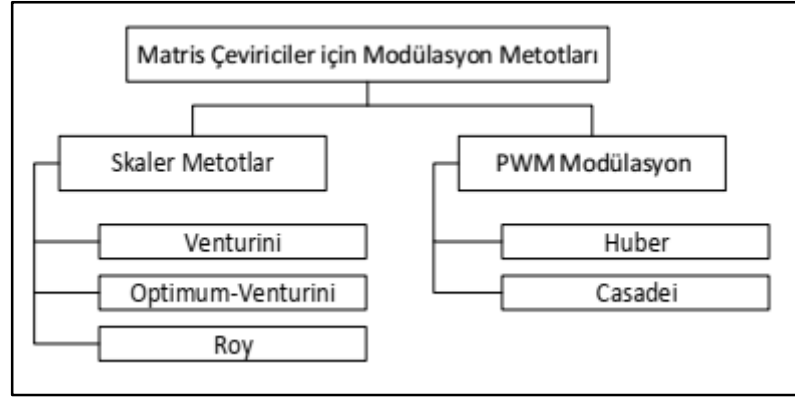 Matris Çeviriciler için Modülasyon Metotları
Skaler Metotlar
Venturini
Optimum-Venturini
Roy
PWM Modülasyon
Huber
Casadei